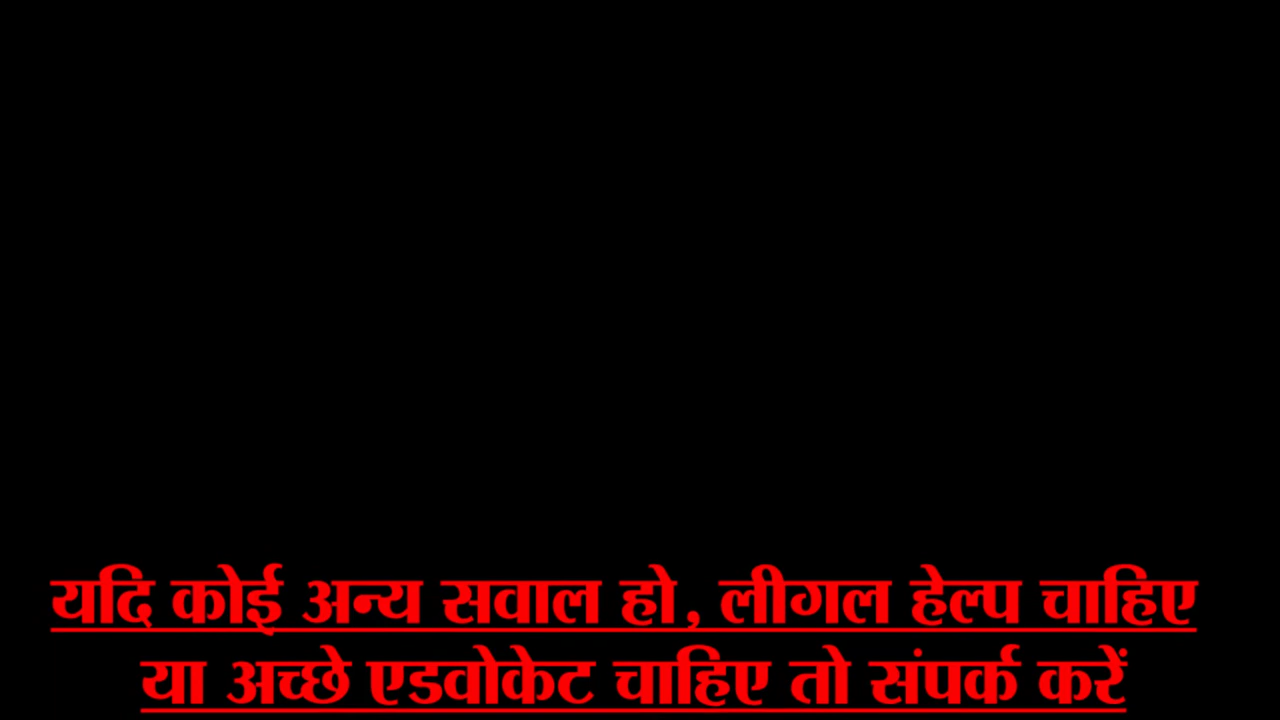 यदि कोई अन्य सवाल हो, लीगल हेल्प चाहिए
या अच्छे एडवोकेट चाहिए तो संपर्क करें